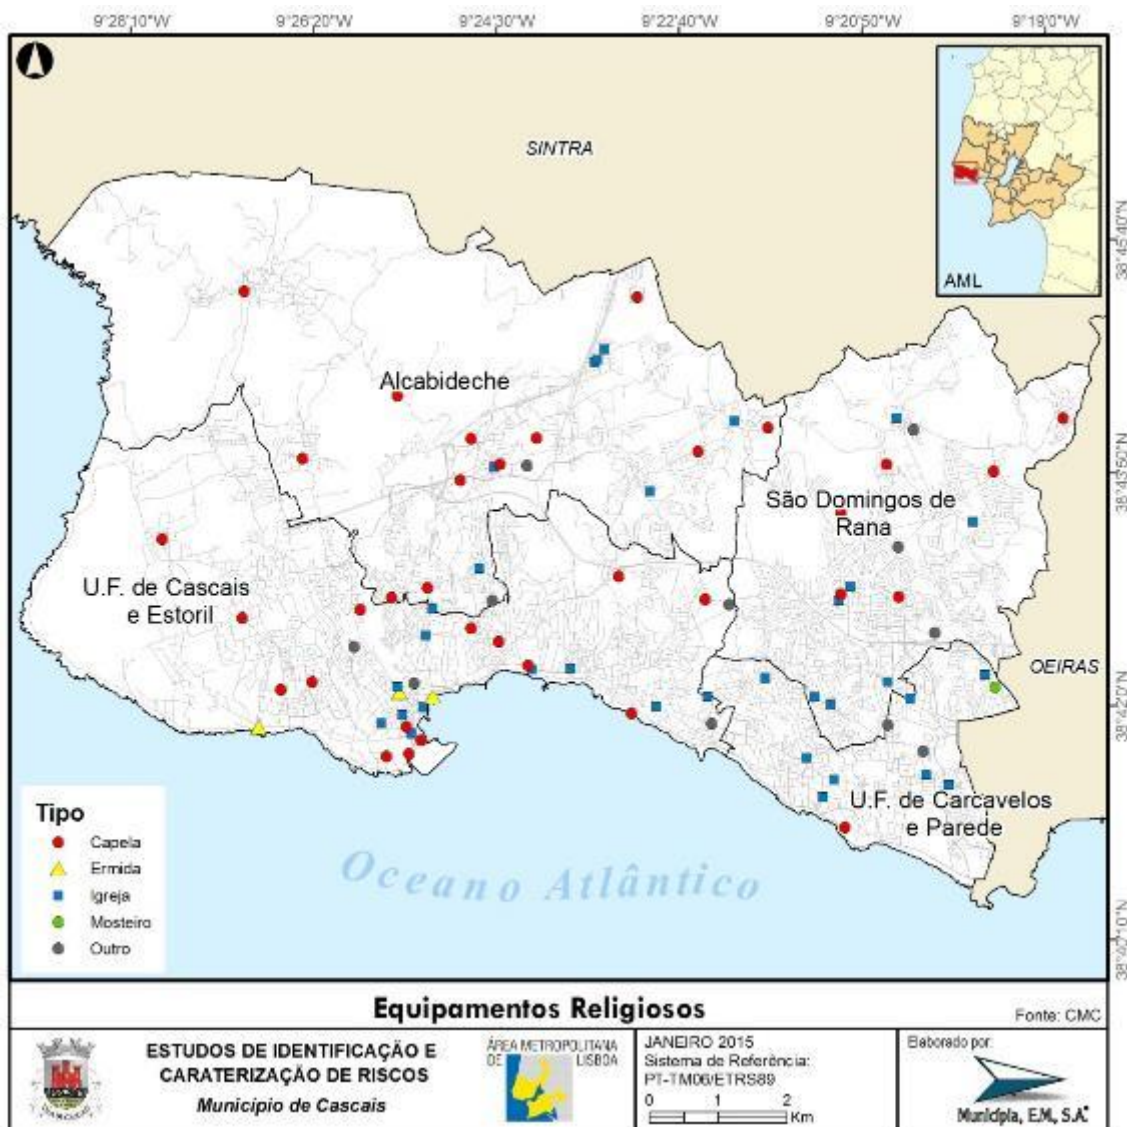 9°28'10"W
9°26'20"W
9°24'30"W
9°22'40"W
9°20'50"W
9°19'0"W
SINTRA
38°45'40"N
AML
Alcabideche
38°43'50"N
São Domingos de
Rana
U.F. de Cascais
e Estoril
OEIRAS
38°42'0"N
Tipo
Capela
Ermida
Igreja
Mosteiro
Outro
U.F. de Carcavelos
e Parede
Oceano Atlântico
38°40'10"N
Equipamentos Religiosos
Fonte: CMC
CASCAIS
ESTUDOS DE IDENTIFICAÇÃO E
CARATERIZAÇÃO DE RISCOS
Município de Cascais
ÁREA METROPOLITANA
DE LISBOA
JANEIRO 2015
Sistema de Referência:
PT-TM06/ETRS89
0 1 2
Km
Elaborado por:
Municípia, E.M., S.A.